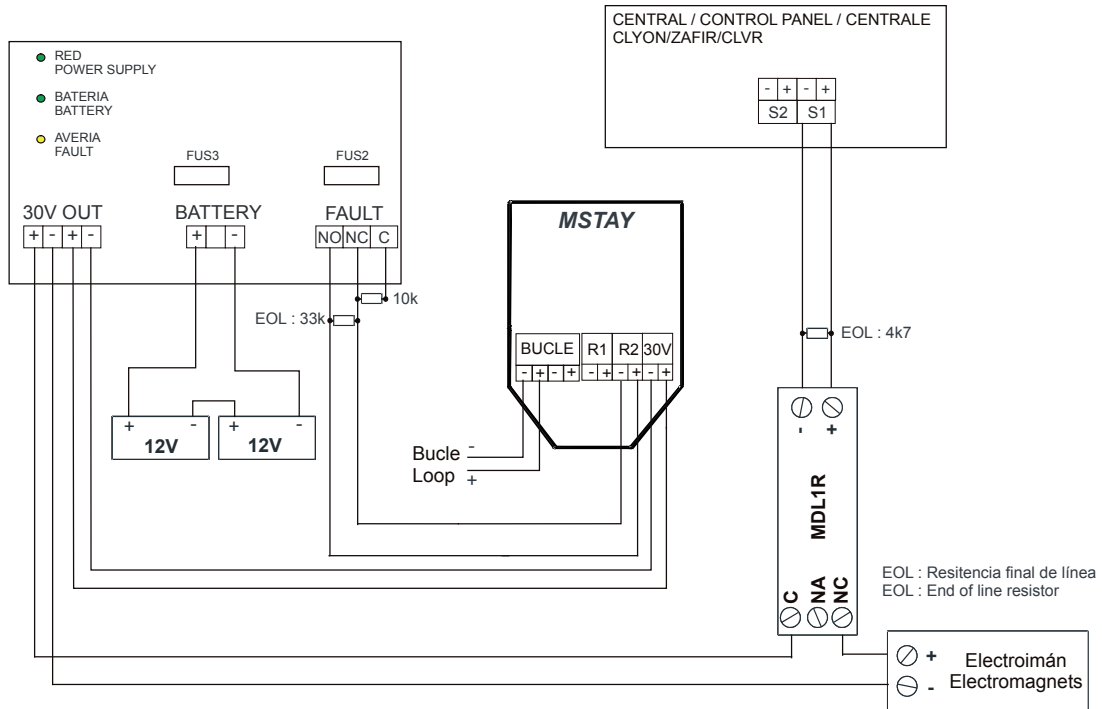 CENTRAL / CONTROL PANEL / CENTRALE
CLYON/ZAFIR/CLVR
- + - +
S2 S1
RED
POWER SUPPLY
BATERIA
BATTERY
AVERIA
FAULT
FUS3
FUS2
30V OUT
+ - + -
BATTERY
+ -
FAULT
NO NC C
10k
EOL : 33k
MSTAY
BUCLE R1 R2 30V
- + - + - + - + - +
EOL : 4k7
+ -
12V
+ -
12V
Bucle -
Loop +
- +
MDL1R
C NA NC
EOL : Resitencia final de línea
EOL : End of line resistor
+
-
Electroimán
Electromagnets